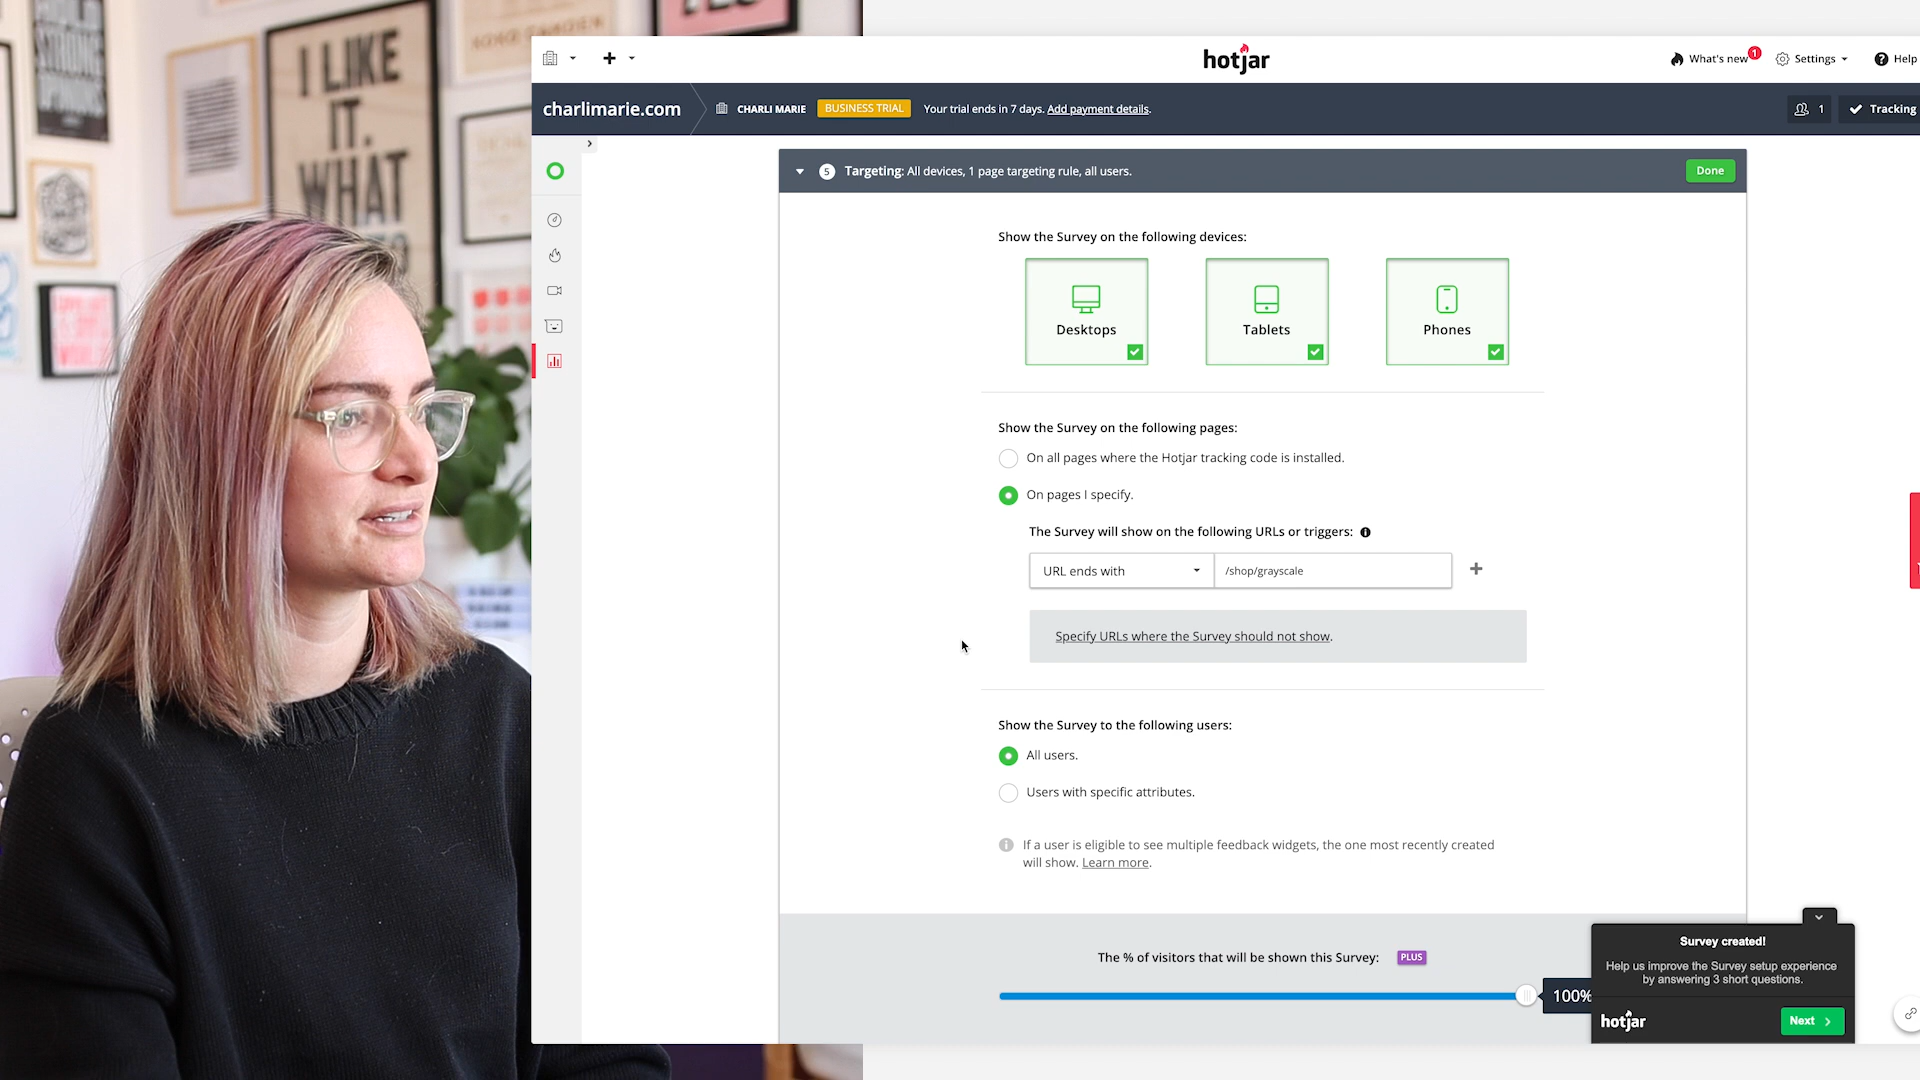 I LIKE
IT.
WHAT
hotjar
What's new
1
Settings
Help
charlimarie.com
CHARLI MARIE
BUSINESS TRIAL
Your trial ends in 7 days. Add payment details.
1
Tracking
5
Targeting: All devices, 1 page targeting rule, all users.
Done
Show the Survey on the following devices:
Desktops
Tablets
Phones
Show the Survey on the following pages:
On all pages where the Hotjar tracking code is installed.
On pages I specify.
The Survey will show on the following URLs or triggers:
URL ends with
/shop/grayscale
Specify URLs where the Survey should not show.
Show the Survey to the following users:
All users.
Users with specific attributes.
If a user is eligible to see multiple feedback widgets, the one most recently created
will show. Learn more.
The % of visitors that will be shown this Survey:
PLUS
100%
Survey created!
Help us improve the Survey setup experience
by answering 3 short questions.
hotjar
Next